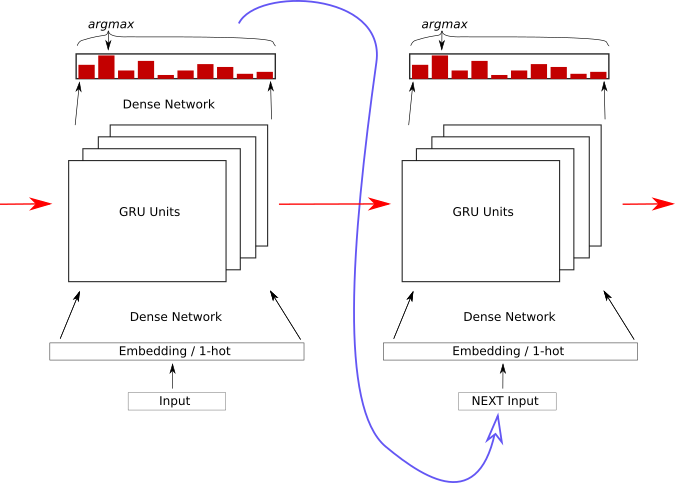 argmax
Dense Network
GRU Units
Dense Network
Embedding / 1-hot
Input
argmax
GRU Units
Dense Network
Embedding / 1-hot
NEXT Input